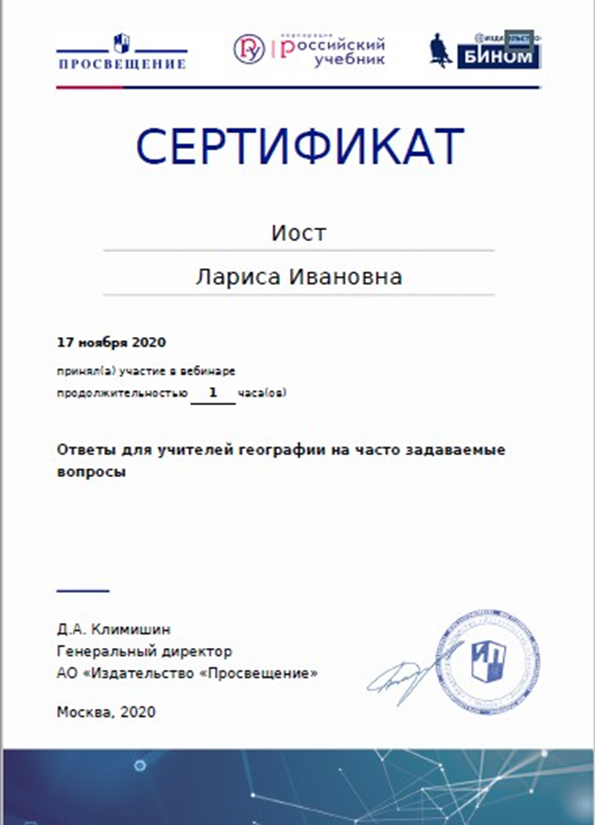 ПРОСВЕЩЕНИЕ
корпорация
российский
учебник
БИНОМ
СЕРТИФИКАТ
Иост
Лариса Ивановна
17 ноября 2020
принял(а) участие в вебинаре
продолжительностью 1 часа(ов)
Ответы для учителей географии на часто задаваемые
вопросы
Д.А. Климишин
Генеральный директор
АО «Издательство «Просвещение»
Москва, 2020